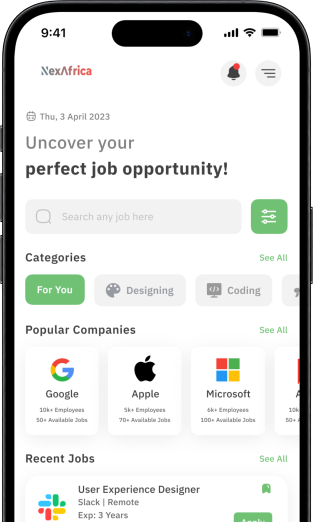 9:41
NexAfrica
Thu, 3 April 2023
Uncover your
perfect job opportunity!
Search any job here
Categories
See All
For You
Designing
Coding
Popular Companies
See All
Google
Apple
Microsoft
10k+ Employees
5k+ Employees
6k+ Employees
10k
50+ Available Jobs
70+ Available Jobs
100+ Available Jobs
50+
Recent Jobs
See All
User Experience Designer
Slack | Remote
Exp: 3 Years
Apply